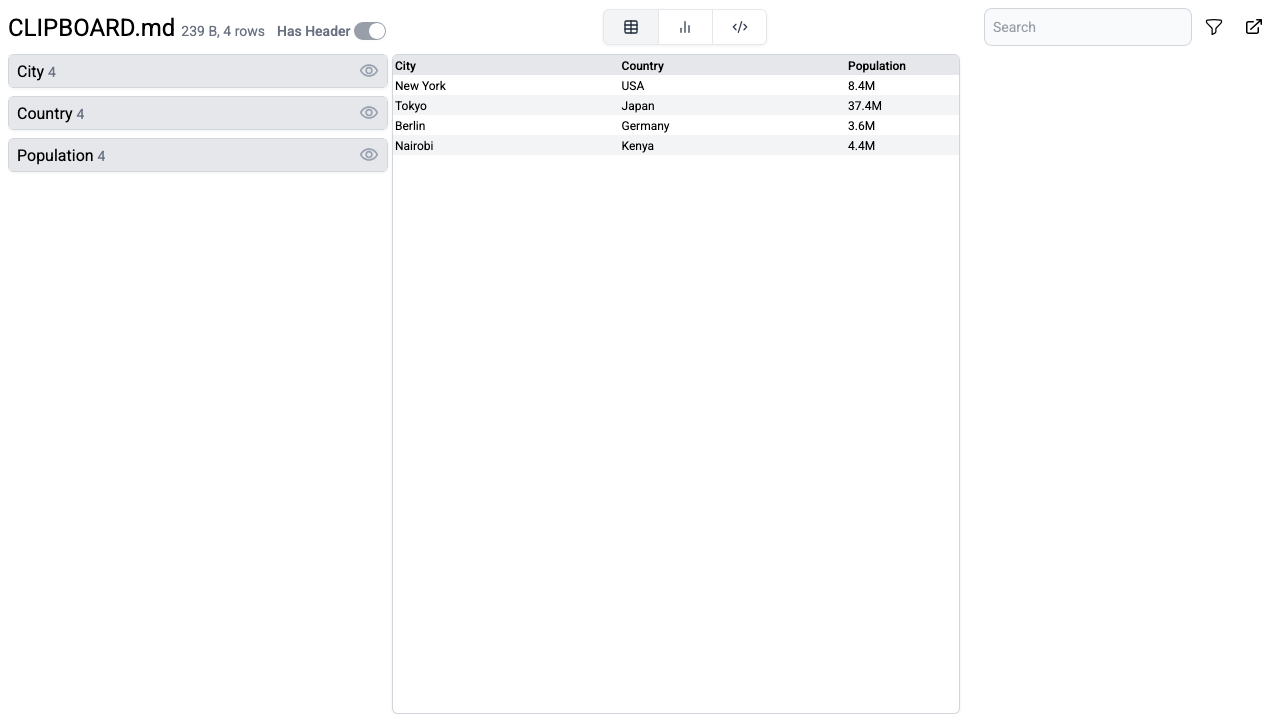 CLIPBOARD.md 239 B, 4 rows Has Header
Search
City 4
Country 4
Population 4
City Country Population
New York USA 8.4M
Tokyo Japan 37.4M
Berlin Germany 3.6M
Nairobi Kenya 4.4M